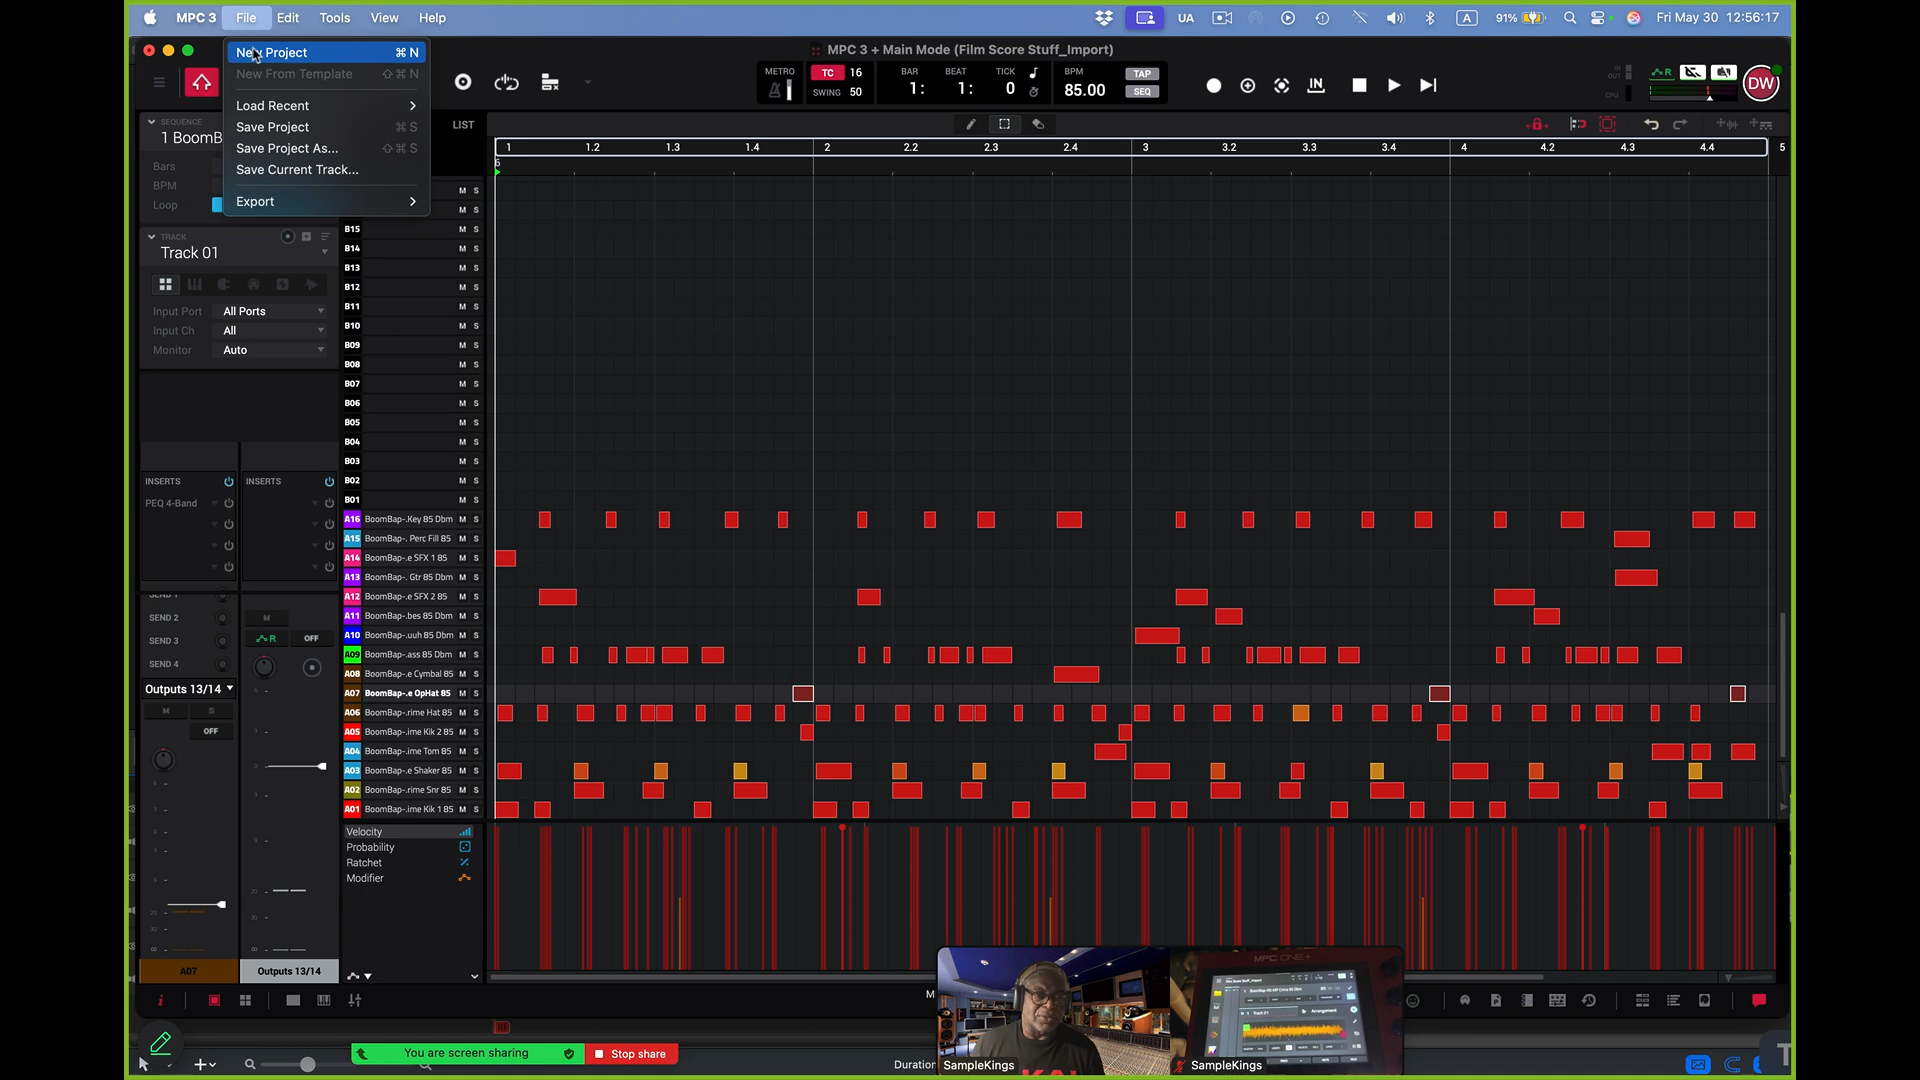 MPC 3 File Edit Tools View Help
UA A 91% Fri May 30 12:56:17
MPC 3 + Main Mode (Film Score Stuff_Import)
New Project ⌘ N
New From Template ⇧ ⌘ N
Load Recent
Save Project ⌘ S
Save Project As... ⇧ ⌘ S
Save Current Track...
Export
METRO TC 16 BAR BEAT TICK BPM TAP
SWING 50 1: 1: 0 85.00 SEQ
IN
IN
OUT
CPU
R
DW
SEQUENCE
1 BoomB
LIST
Bars
BPM
Loop
1 1.2 1.3 1.4 2 2.2 2.3 2.4 3 3.2 3.3 3.4 4 4.2 4.3 4.4 5
6
TRACK
Track 01
Input Port All Ports
Input Ch All
Monitor Auto
INSERTS INSERTS
PEQ 4-Band
SEND 1
SEND 2 M
SEND 3 R OFF
SEND 4
Outputs 13/14
M S
OFF
A07 Outputs 13/14
M S
M S
B15 M S
B14 M S
B13 M S
B12 M S
B11 M S
B10 M S
B09 M S
B08 M S
B07 M S
B06 M S
B05 M S
B04 M S
B03 M S
B02 M S
B01 M S
A16 BoomBap-.Key 85 Dbm M S
A15 BoomBap-. Perc Fill 85 M S
A14 BoomBap-.e SFX 1 85 M S
A13 BoomBap-. Gtr 85 Dbm M S
A12 BoomBap-.e SFX 2 85 M S
A11 BoomBap-.bes 85 Dbm M S
A10 BoomBap-.uuh 85 Dbm M S
A09 BoomBap-.ass 85 Dbm M S
A08 BoomBap-.e Cymbal 85 M S
A07 BoomBap-.e OpHat 85 M S
A06 BoomBap-.rime Hat 85 M S
A05 BoomBap-.ime Kik 2 85 M S
A04 BoomBap-.ime Tom 85 M S
A03 BoomBap-.e Shaker 85 M S
A02 BoomBap-.rime Snr 85 M S
A01 BoomBap-.ime Kik 1 85 M S
Velocity
Probability
Ratchet
Modifier
M
MPC ONE+
You are screen sharing Stop share
Duration
SampleKings SampleKings